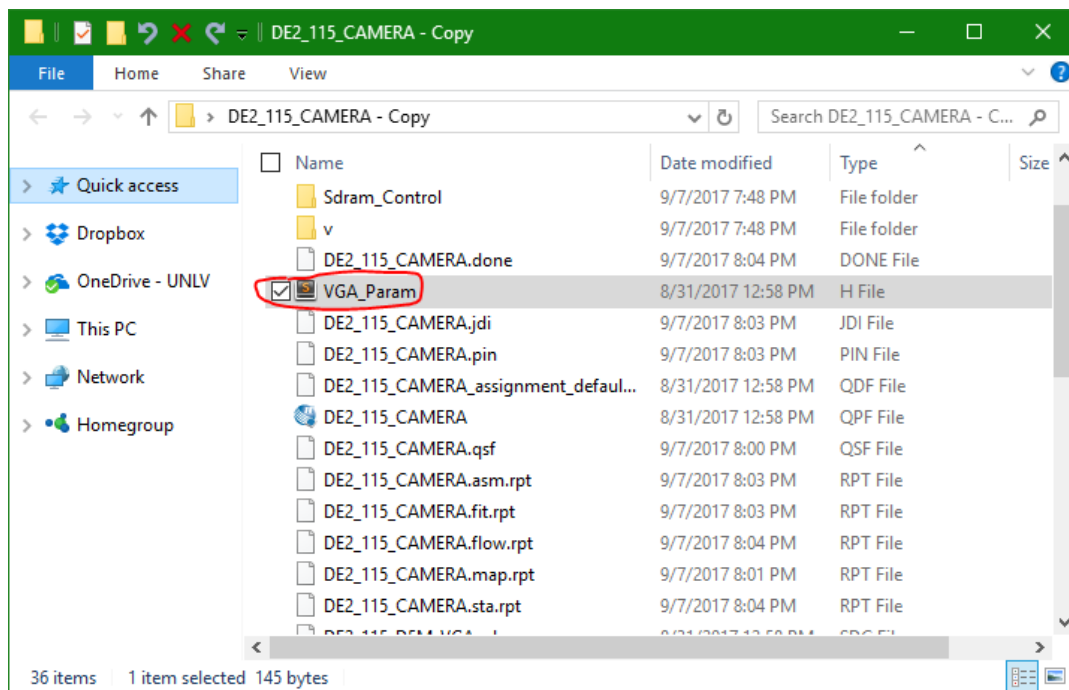 DE2_115_CAMERA - Copy
File Home Share View
DE2_115_CAMERA - Copy Search DE2_115_CAMERA - C...
Name Date modified Type Size
Quick access
Dropbox
OneDrive - UNLV
This PC
Network
Homegroup
Sdram_Control 9/7/2017 7:48 PM File folder
v 9/7/2017 7:48 PM File folder
DE2_115_CAMERA.done 9/7/2017 8:04 PM DONE File
VGA_Param 8/31/2017 12:58 PM H File
DE2_115_CAMERA.jdi 9/7/2017 8:03 PM JDI File
DE2_115_CAMERA.pin 9/7/2017 8:03 PM PIN File
DE2_115_CAMERA_assignment_defaul... 8/31/2017 12:58 PM QDF File
DE2_115_CAMERA 8/31/2017 12:58 PM QPF File
DE2_115_CAMERA.qsf 9/7/2017 8:00 PM QSF File
DE2_115_CAMERA.asm.rpt 9/7/2017 8:03 PM RPT File
DE2_115_CAMERA.fit.rpt 9/7/2017 8:03 PM RPT File
DE2_115_CAMERA.flow.rpt 9/7/2017 8:04 PM RPT File
DE2_115_CAMERA.map.rpt 9/7/2017 8:01 PM RPT File
DE2_115_CAMERA.sta.rpt 9/7/2017 8:04 PM RPT File
36 items 1 item selected 145 bytes